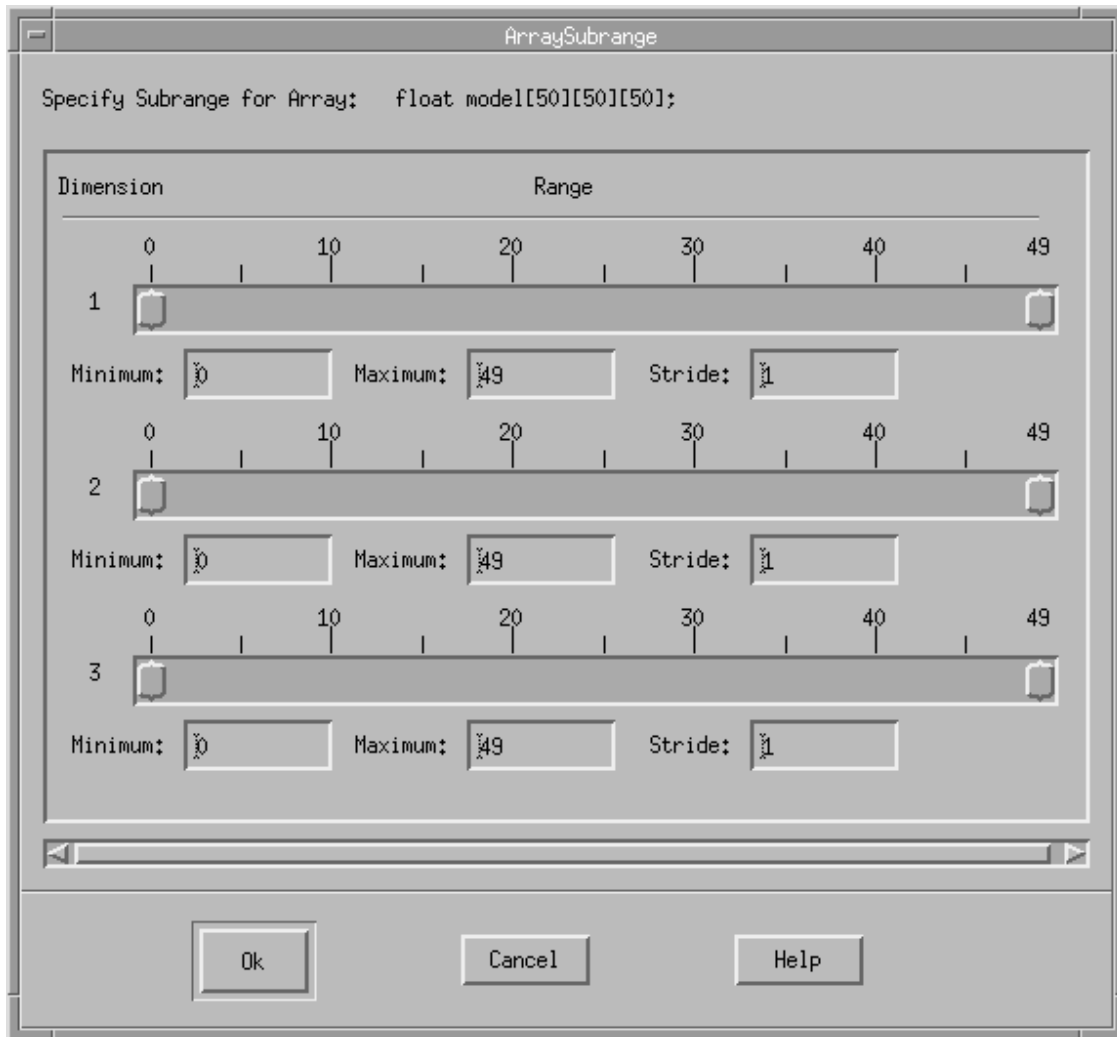 ArraySubrange
Specify Subrange for Array: float model[50][50][50];
Dimension Range
0 10 20 30 40 49
1
Minimum: 0 Maximum: 49 Stride: 1
0 10 20 30 40 49
2
Minimum: 0 Maximum: 49 Stride: 1
0 10 20 30 40 49
3
Minimum: 0 Maximum: 49 Stride: 1
Ok Cancel Help